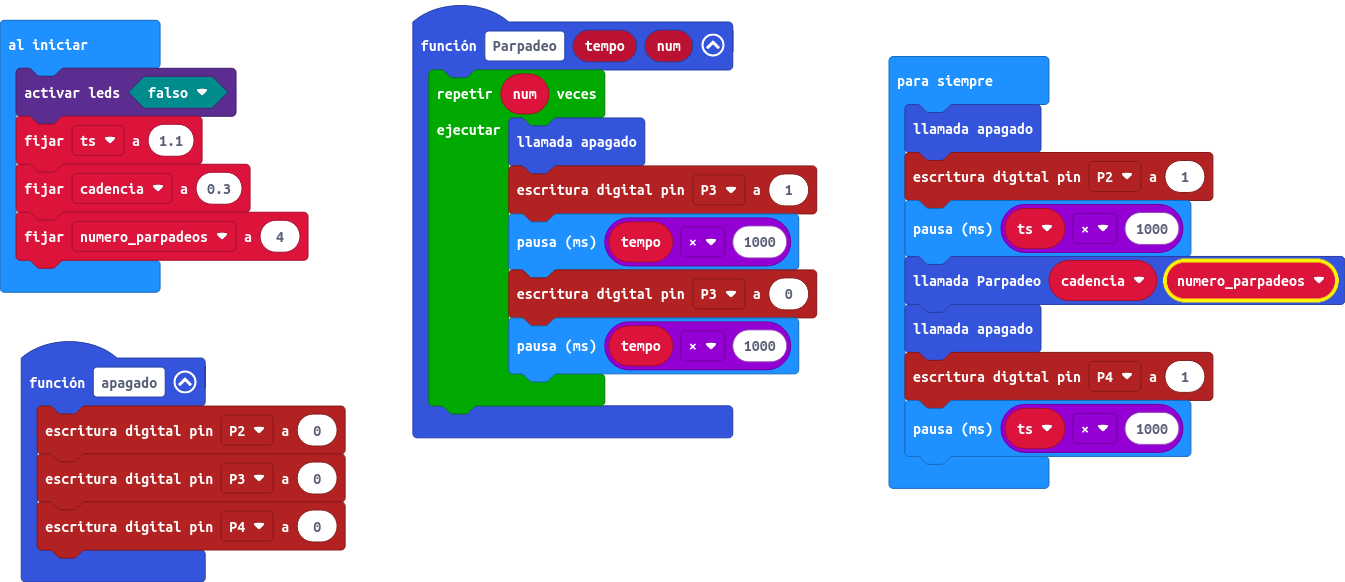 al iniciar
activar leds falso
fijar ts a 1.1
fijar cadencia a 0.3
fijar numero_parpadeos a 4
función apagado
escritura digital pin P2 a 0
escritura digital pin P3 a 0
escritura digital pin P4 a 0
función Parpadeo tempo num
repetir num veces
ejecutar
llamada apagado
escritura digital pin P3 a 1
pausa (ms) tempo × 1000
escritura digital pin P3 a 0
pausa (ms) tempo × 1000
para siempre
llamada apagado
escritura digital pin P2 a 1
pausa (ms) ts × 1000
llamada Parpadeo cadencia numero_parpadeos
llamada apagado
escritura digital pin P4 a 1
pausa (ms) ts × 1000